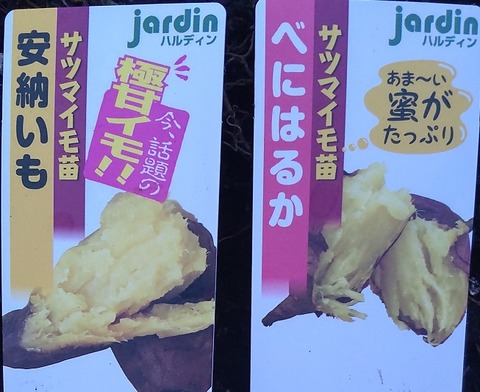 jardin
ハルディン
サツマイモ苗
安納いも
今、話題の
極甘イモ!!
jardin
ハルディン
サツマイモ苗
べにはるか
あま〜い
蜜が
たっぷり